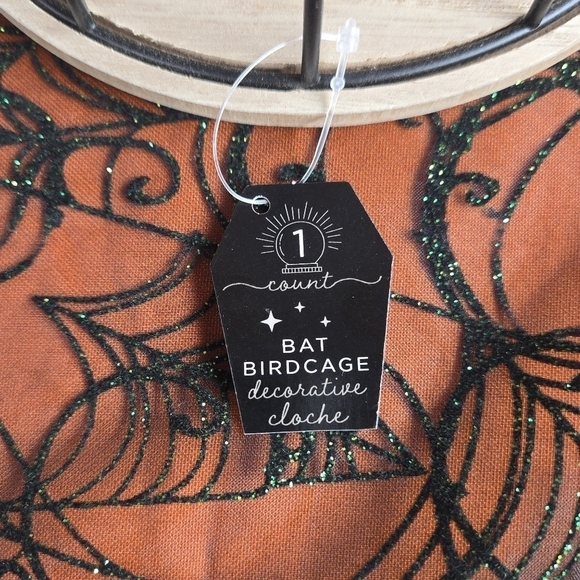 1
count
BAT
BIRDCAGE
decorative
cloche